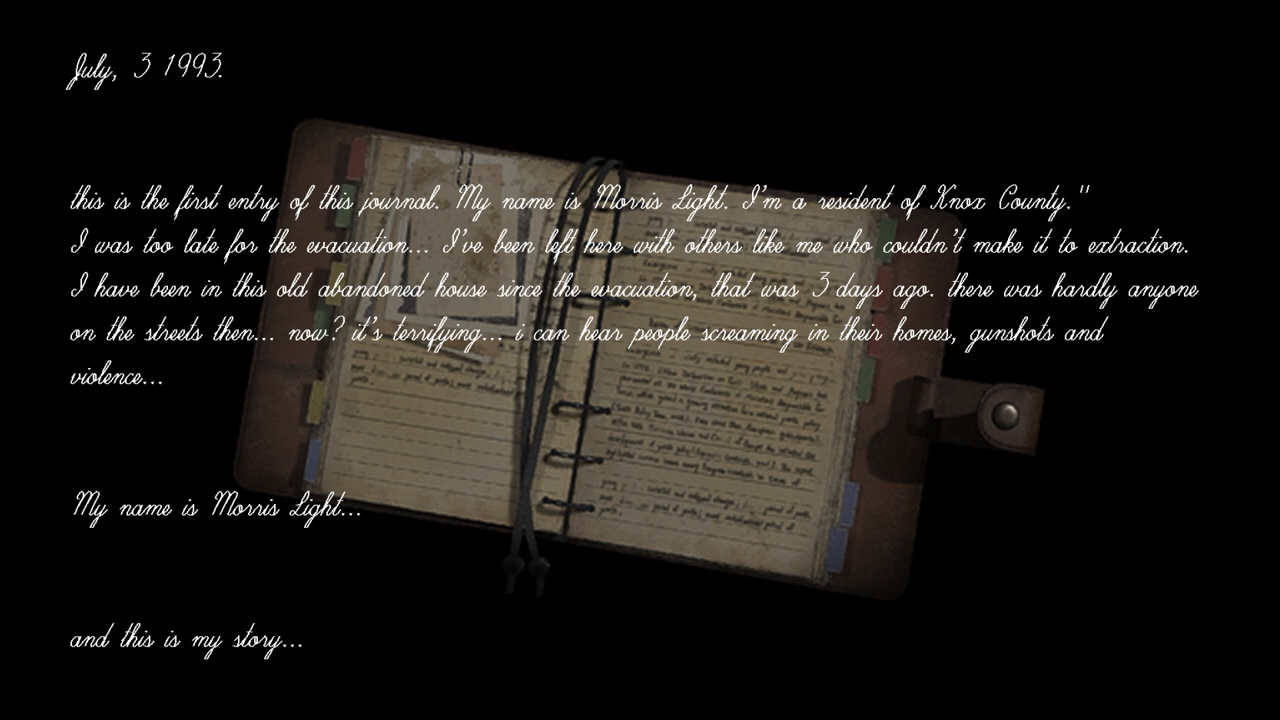 July, 3 1993.
this is the first entry of this journal. My name is Morris Light. I'm a resident of Knox County."
I was too late for the evacuation... I've been left here with others like me who couldn't make it to extraction.
I have been in this old abandoned house since the evacuation, that was 3 days ago. there was hardly anyone
on the streets then... now? it's terrifying... i can hear people screaming in their homes, gunshots and
violence...
My name is Morris Light...
and this is my story...